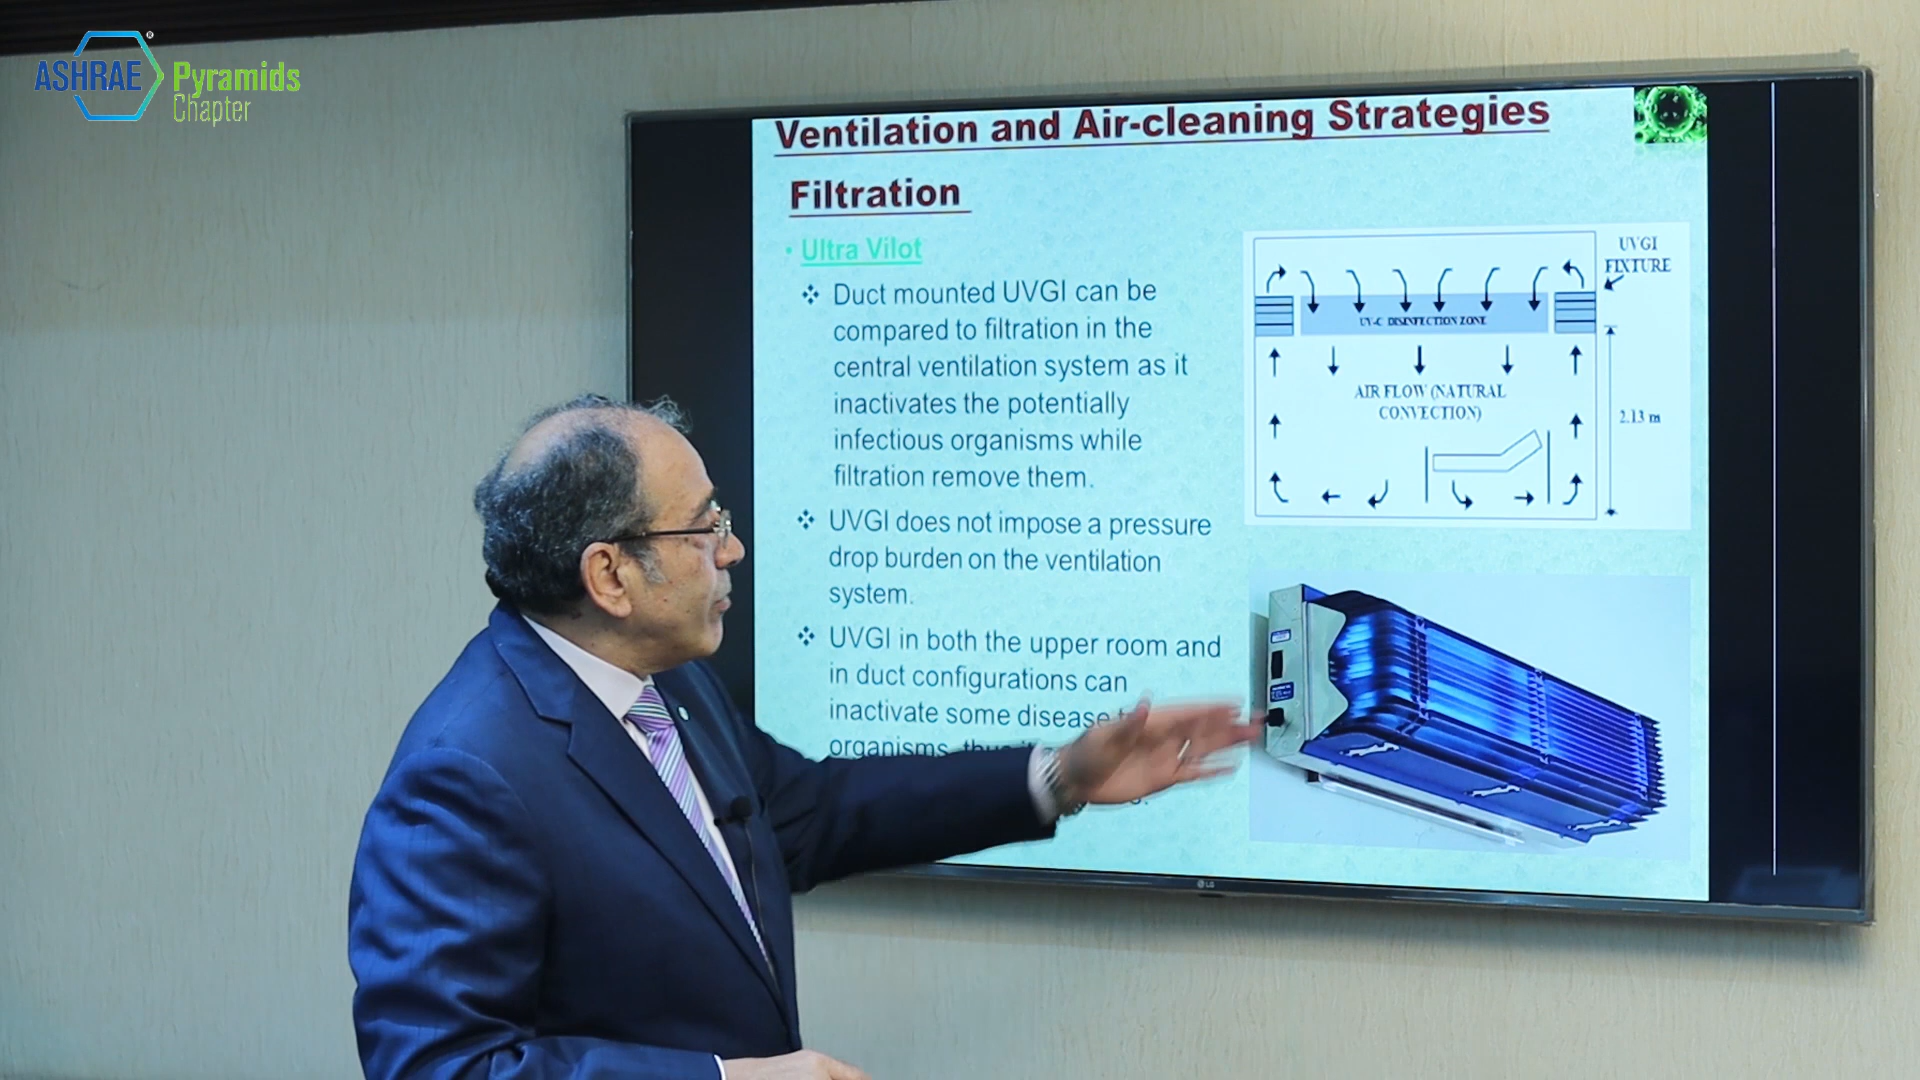 ASHRAE®
Pyramids
Chapter
Ventilation and Air-cleaning Strategies
Filtration
• Ultra Vilot
❖ Duct mounted UVGI can be
compared to filtration in the
central ventilation system as it
inactivates the potentially
infectious organisms while
filtration remove them.
❖ UVGI does not impose a pressure
drop burden on the ventilation
system.
❖ UVGI in both the upper room and
in duct configurations can
inactivate some disease
organisms,
UVGI
FIXTURE
UV-C DISINFECTION ZONE
AIR FLOW (NATURAL
CONVECTION)
2.13 m
LG